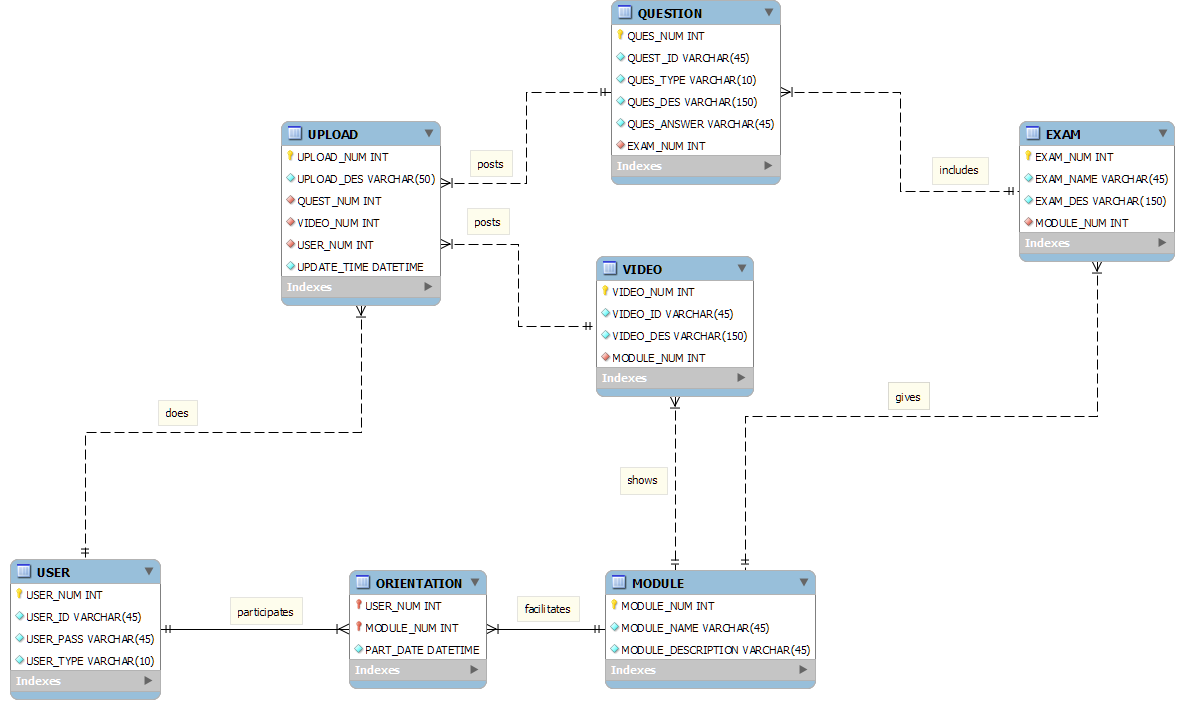 QUESTION
QUES_NUM INT
QUEST_ID VARCHAR(45)
QUES_TYPE VARCHAR(10)
QUES_DES VARCHAR(150)
QUES_ANSWER VARCHAR(45)
EXAM_NUM INT
Indexes
UPLOAD
UPLOAD_NUM INT
UPLOAD_DES VARCHAR(50)
QUEST_NUM INT
VIDEO_NUM INT
USER_NUM INT
UPDATE_TIME DATETIME
Indexes
posts
posts
EXAM
EXAM_NUM INT
EXAM_NAME VARCHAR(45)
EXAM_DES VARCHAR(150)
MODULE_NUM INT
Indexes
includes
VIDEO
VIDEO_NUM INT
VIDEO_ID VARCHAR(45)
VIDEO_DES VARCHAR(150)
MODULE_NUM INT
Indexes
does
gives
shows
USER
USER_NUM INT
USER_ID VARCHAR(45)
USER_PASS VARCHAR(45)
USER_TYPE VARCHAR(10)
Indexes
participates
ORIENTATION
USER_NUM INT
MODULE_NUM INT
PART_DATE DATETIME
Indexes
facilitates
MODULE
MODULE_NUM INT
MODULE_NAME VARCHAR(45)
MODULE_DESCRIPTION VARCHAR(45)
Indexes